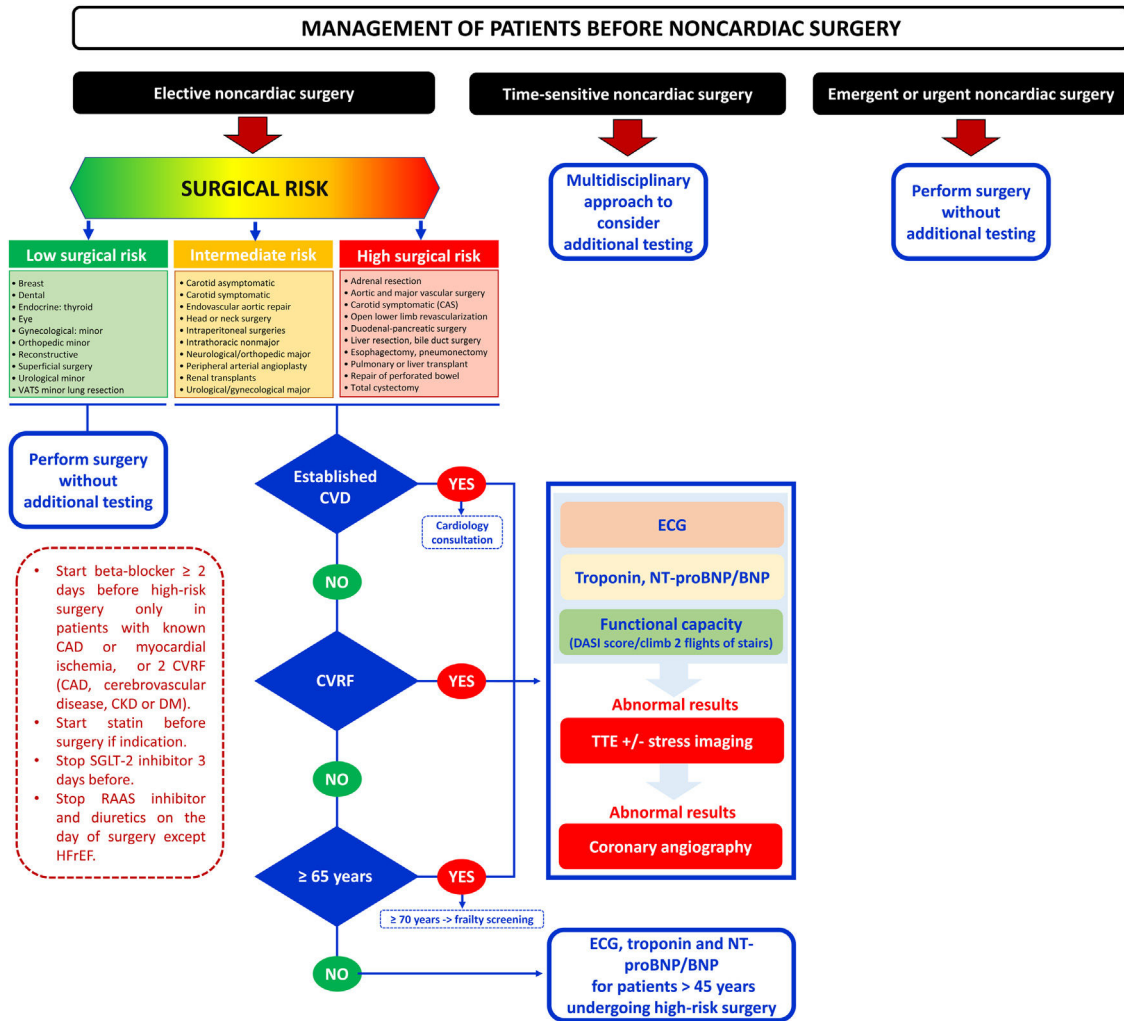 MANAGEMENT OF PATIENTS BEFORE NONCARDIAC SURGERY
Elective noncardiac surgery
Time-sensitive noncardiac surgery
Emergent or urgent noncardiac surgery
SURGICAL RISK
Multidisciplinary
approach to
consider
additional testing
Perform surgery
without
additional testing
Low surgical risk
• Breast
• Dental
• Endocrine: thyroid
• Eye
• Gynecological: minor
• Orthopedic minor
• Reconstructive
• Superficial surgery
• Urological minor
• VATS minor lung resection
Intermediate risk
• Carotid asymptomatic
• Carotid symptomatic
• Endovascular aortic repair
• Head or neck surgery
• Intraperitoneal surgeries
• Intrathoracic nonmajor
• Neurological/orthopedic major
• Peripheral arterial angioplasty
• Renal transplants
• Urological/gynecological major
High surgical risk
• Adrenal resection
• Aortic and major vascular surgery
• Carotid symptomatic (CAS)
• Open lower limb revascularization
• Duodenal-pancreatic surgery
• Liver resection, bile duct surgery
• Esophagectomy, pneumonectomy
• Pulmonary or liver transplant
• Repair of perforated bowel
• Total cystectomy
Perform surgery
without
additional testing
Established
CVD
YES
Cardiology
consultation
NO
CVRF
YES
NO
≥ 65 years
YES
≥ 70 years -> frailty screening
NO
ECG
Troponin, NT-proBNP/BNP
Functional capacity
(DASI score/climb 2 flights of stairs)
Abnormal results
TTE +/- stress imaging
Abnormal results
Coronary angiography
ECG, troponin and NT-
proBNP/BNP
for patients > 45 years
undergoing high-risk surgery
• Start beta-blocker ≥ 2
days before high-risk
surgery only in
patients with known
CAD or myocardial
ischemia, or 2 CVRF
(CAD, cerebrovascular
disease, CKD or DM).
• Start statin before
surgery if indication.
• Stop SGLT-2 inhibitor 3
days before.
• Stop RAAS inhibitor
and diuretics on the
day of surgery except
HFrEF.